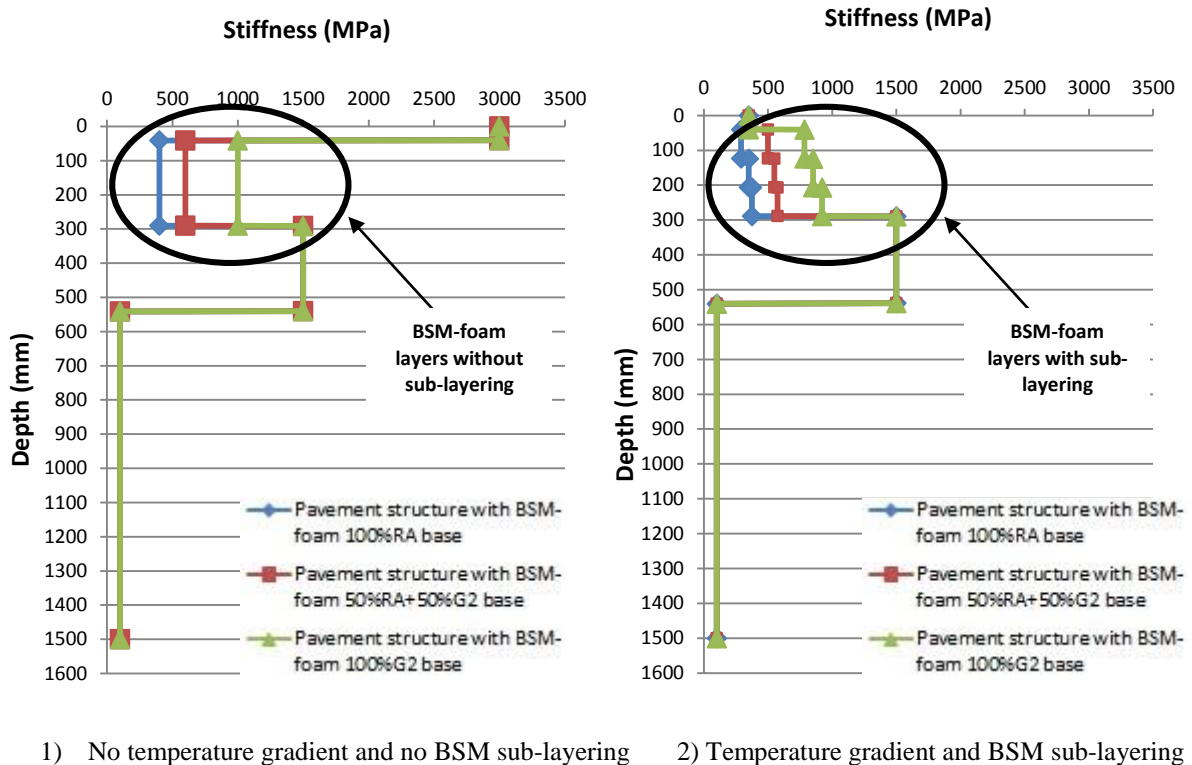 Stiffness (MPa)
0 500 1000 1500 2000 2500 3000 3500
0
100
200
300
400
500
600
700
800
900
1000
1100
1200
1300
1400
1500
1600
Depth (mm)
BSM-foam
layers without
sub-layering
Pavement structure with BSM-
foam 100%RA base
Pavement structure with BSM-
foam 50%RA+50%G2 base
Pavement structure with BSM-
foam 100%G2 base
1) No temperature gradient and no BSM sub-layering
Stiffness (MPa)
0 500 1000 1500 2000 2500 3000 3500
0
100
200
300
400
500
600
700
800
900
1000
1100
1200
1300
1400
1500
1600
Depth (mm)
BSM-foam
layers with sub-
layering
Pavement structure with BSM-
foam 100%RA base
Pavement structure with BSM-
foam 50%RA+50%G2 base
Pavement structure with BSM-
foam 100%G2 base
2) Temperature gradient and BSM sub-layering